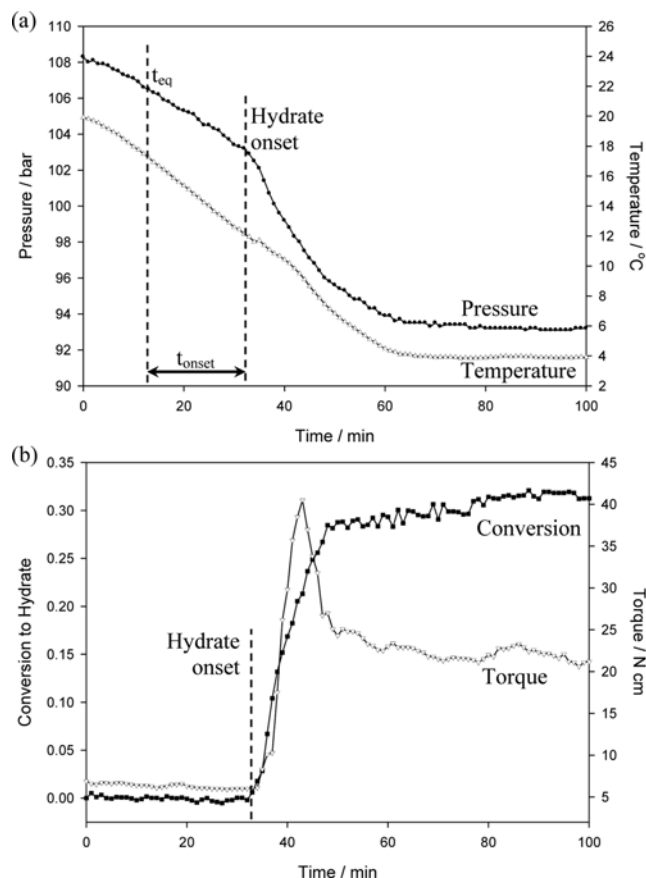 (a)
110
108
106
104
102
100
98
96
94
92
90
Pressure / bar
26
24
22
20
18
16
14
12
10
8
6
4
2
Temperature / °C
t_eq
Hydrate
onset
t_onset
Pressure
Temperature
0 20 40 60 80 100
Time / min
(b)
0.35
0.30
0.25
0.20
0.15
0.10
0.05
0.00
Conversion to Hydrate
45
40
35
30
25
20
15
10
5
Torque / N cm
Conversion
Hydrate
onset
Torque
0 20 40 60 80 100
Time / min